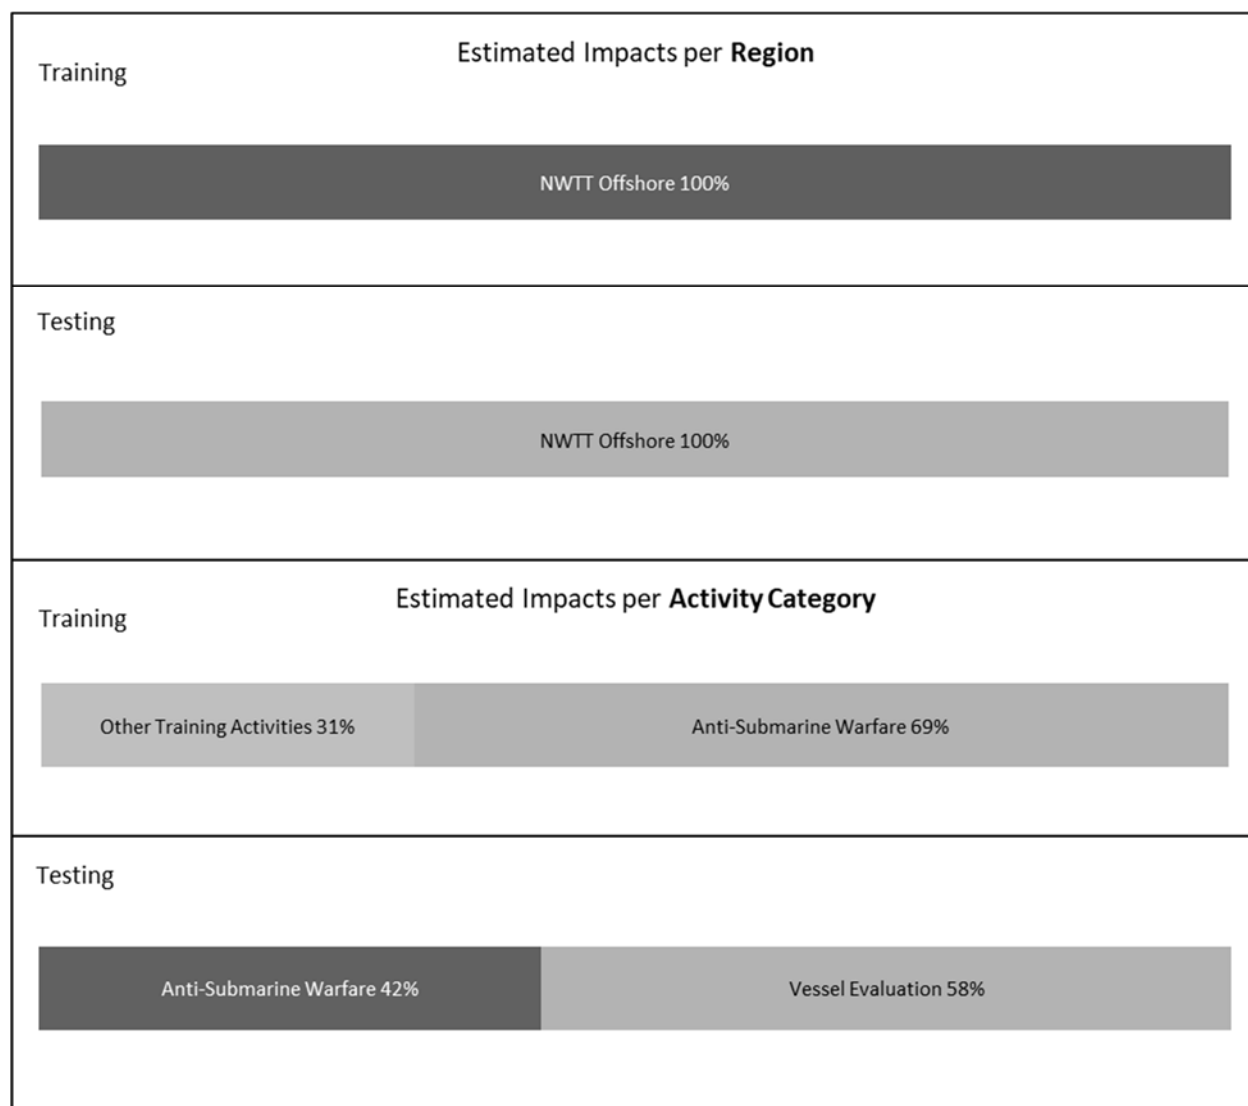 Estimated Impacts per Region
Training
NWTT Offshore 100%
Testing
NWTT Offshore 100%
Estimated Impacts per Activity Category
Training
Other Training Activities 31%
Anti-Submarine Warfare 69%
Testing
Anti-Submarine Warfare 42%
Vessel Evaluation 58%